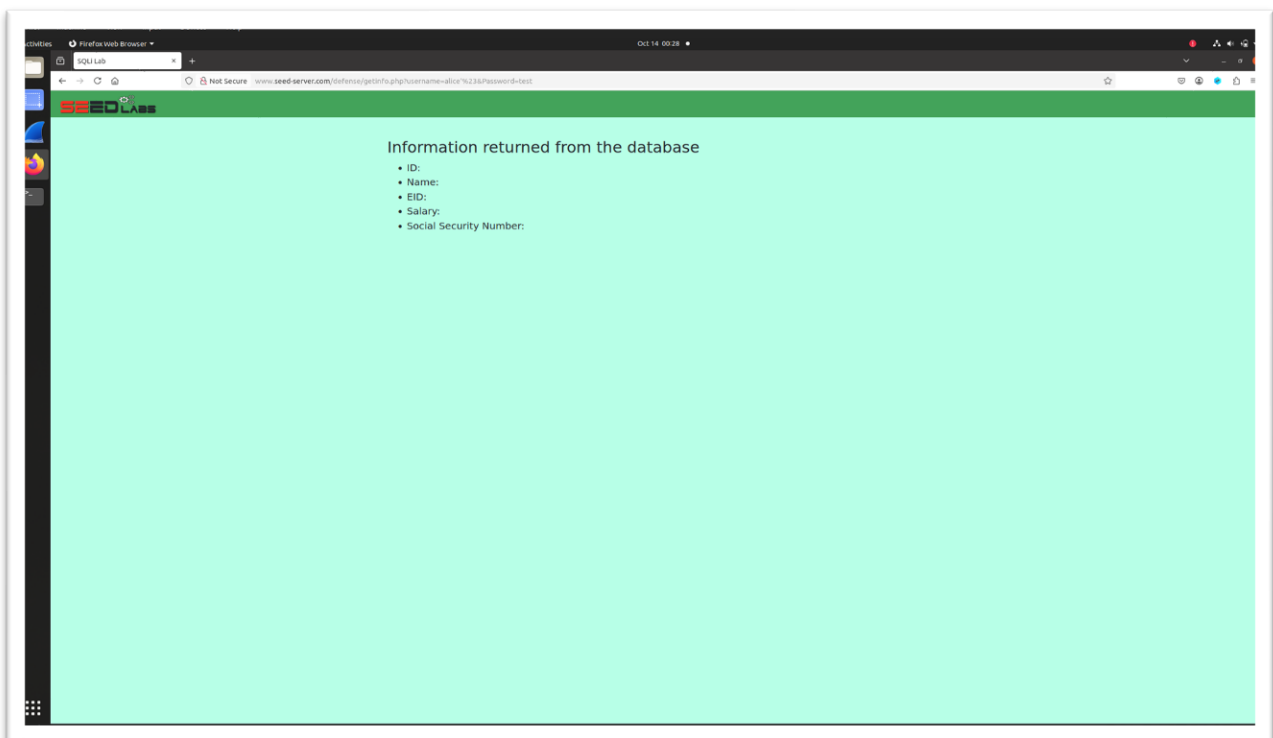 ctivities Firefox Web Browser Oct 14 00:28
SQLi Lab
Not Secure www.seed-server.com/defense/getinfo.php?username=alice'%23&Password=test
SEED LABS
Information returned from the database
• ID:
• Name:
• EID:
• Salary:
• Social Security Number: